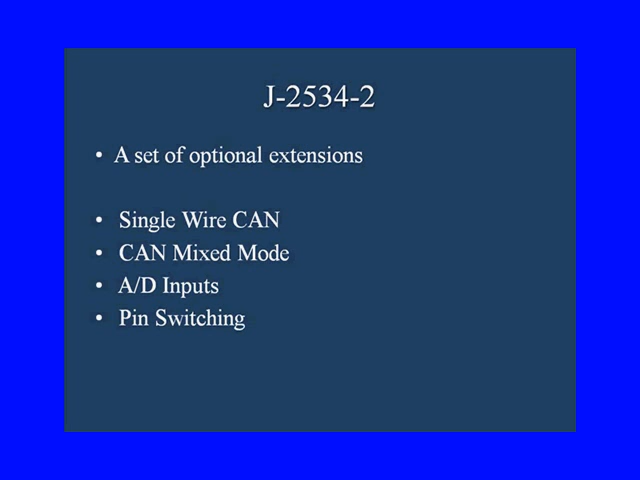 J-2534-2
• A set of optional extensions
• Single Wire CAN
• CAN Mixed Mode
• A/D Inputs
• Pin Switching